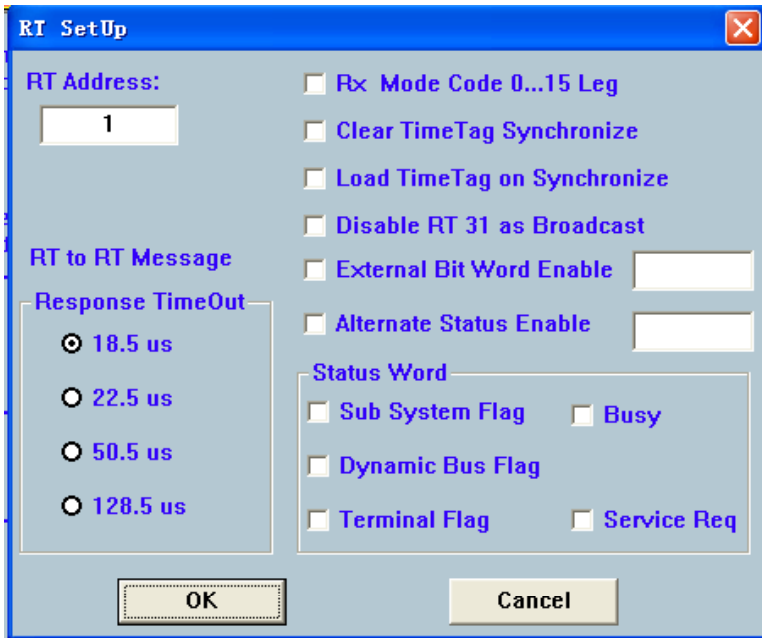 RT SetUp
RT Address:
1
RT to RT Message
Response TimeOut
18.5 us
22.5 us
50.5 us
128.5 us
Rx Mode Code 0...15 Leg
Clear TimeTag Synchronize
Load TimeTag on Synchronize
Disable RT 31 as Broadcast
External Bit Word Enable
Alternate Status Enable
Status Word
Sub System Flag
Busy
Dynamic Bus Flag
Terminal Flag
Service Req
OK
Cancel